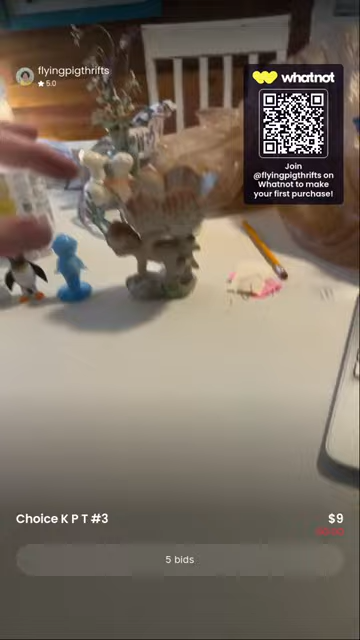 flyingpigthrifts
5.0
whatnot
Join
@flyingpigthrifts on
Whatnot to make
your first purchase!
Choice K P T #3
$9
5 bids